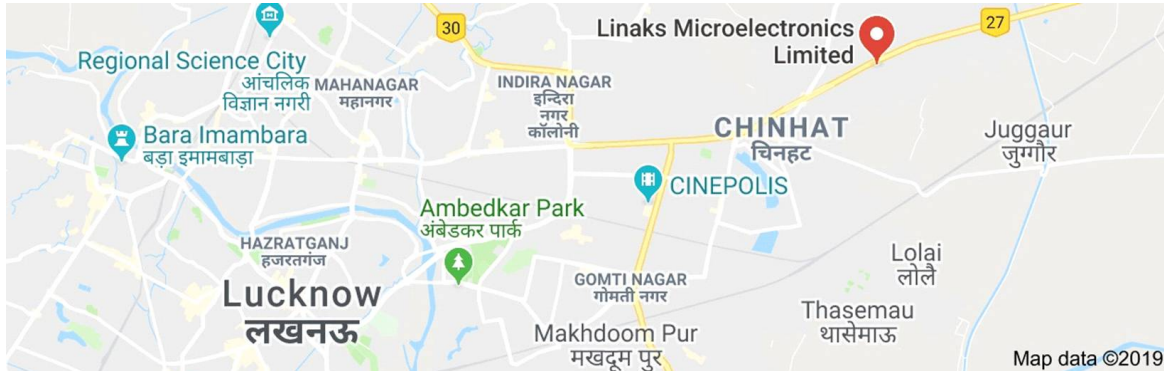 30
27
Linaks Microelectronics
Limited
Regional Science City
आंचलिक
विज्ञान नगरी
MAHANAGAR
महानगर
INDIRA NAGAR
इन्दिरा
नगर
कॉलोनी
Bara Imambara
बड़ा इमामबाड़ा
CHINHAT
चिनहट
Juggaur
जुग्गौर
CINEPOLIS
Ambedkar Park
अंबेडकर पार्क
HAZRATGANJ
हजरतगंज
Lucknow
लखनऊ
GOMTI NAGAR
गोमती नगर
Lolai
लोलै
Thasemau
थासेमाऊ
Makhdoom Pur
मखदूम पुर
Map data ©2019